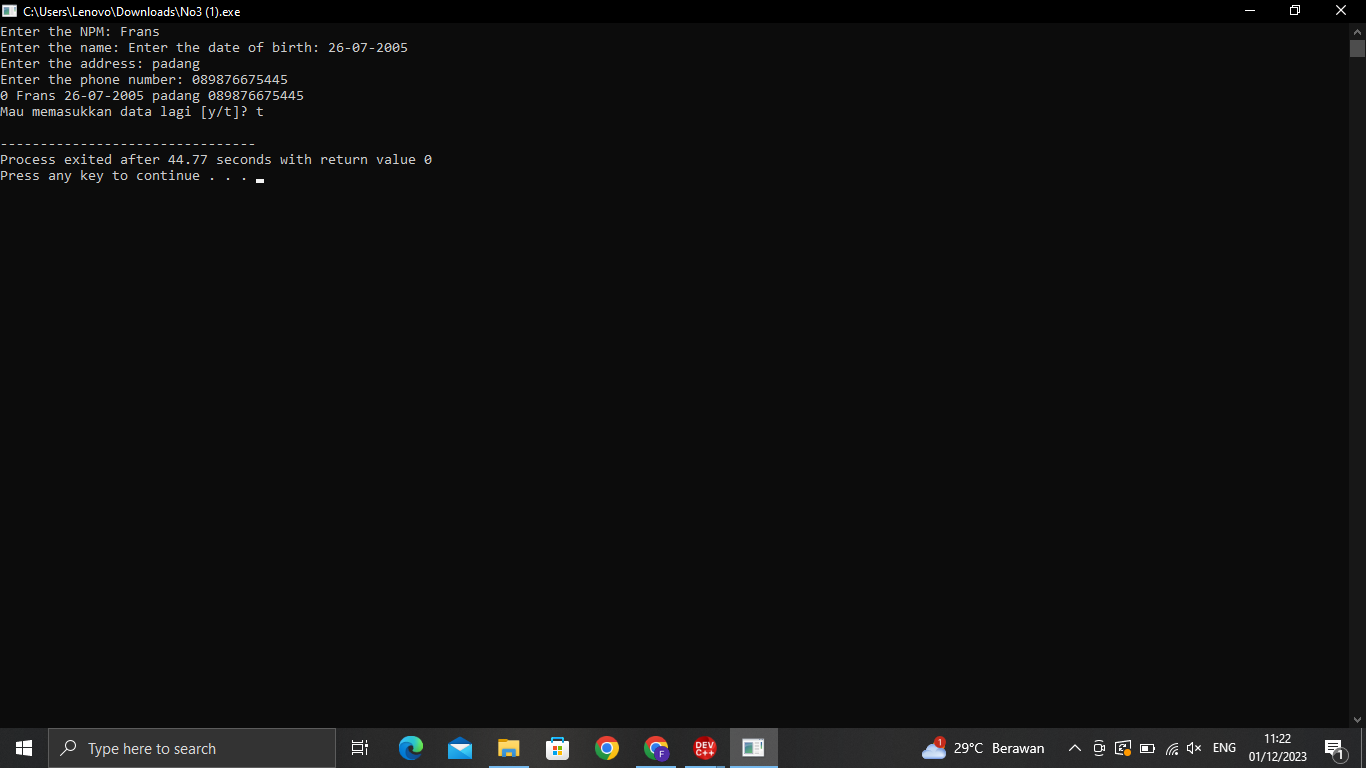 C:\Users\Lenovo\Downloads\No3 (1).exe
Enter the NPM: Frans
Enter the name: Enter the date of birth: 26-07-2005
Enter the address: padang
Enter the phone number: 089876675445
0 Frans 26-07-2005 padang 089876675445
Mau memasukkan data lagi [y/t]? t
--------------------------------
Process exited after 44.77 seconds with return value 0
Press any key to continue . . .
Type here to search
F
DEV
C++
1
29°C Berawan
ENG
11:22
01/12/2023
1